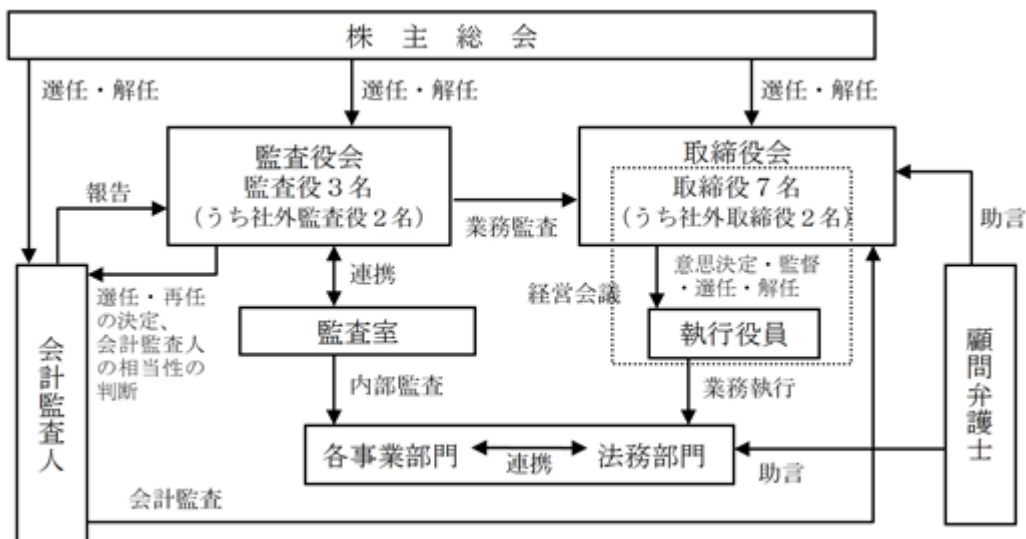 株主総会
選任・解任
選任・解任
選任・解任
監査役会
監査役3名
(うち社外監査役2名)
取締役会
取締役7名
(うち社外取締役2名)
報告
業務監査
助言
連携
意思決定・監督
・選任・解任
経営会議
選任・再任
の決定、
会計監査人
の相当性の
判断
監査室
執行役員
会計監査人
顧問弁護士
内部監査
業務執行
各事業部門
連携
法務部門
助言
会計監査